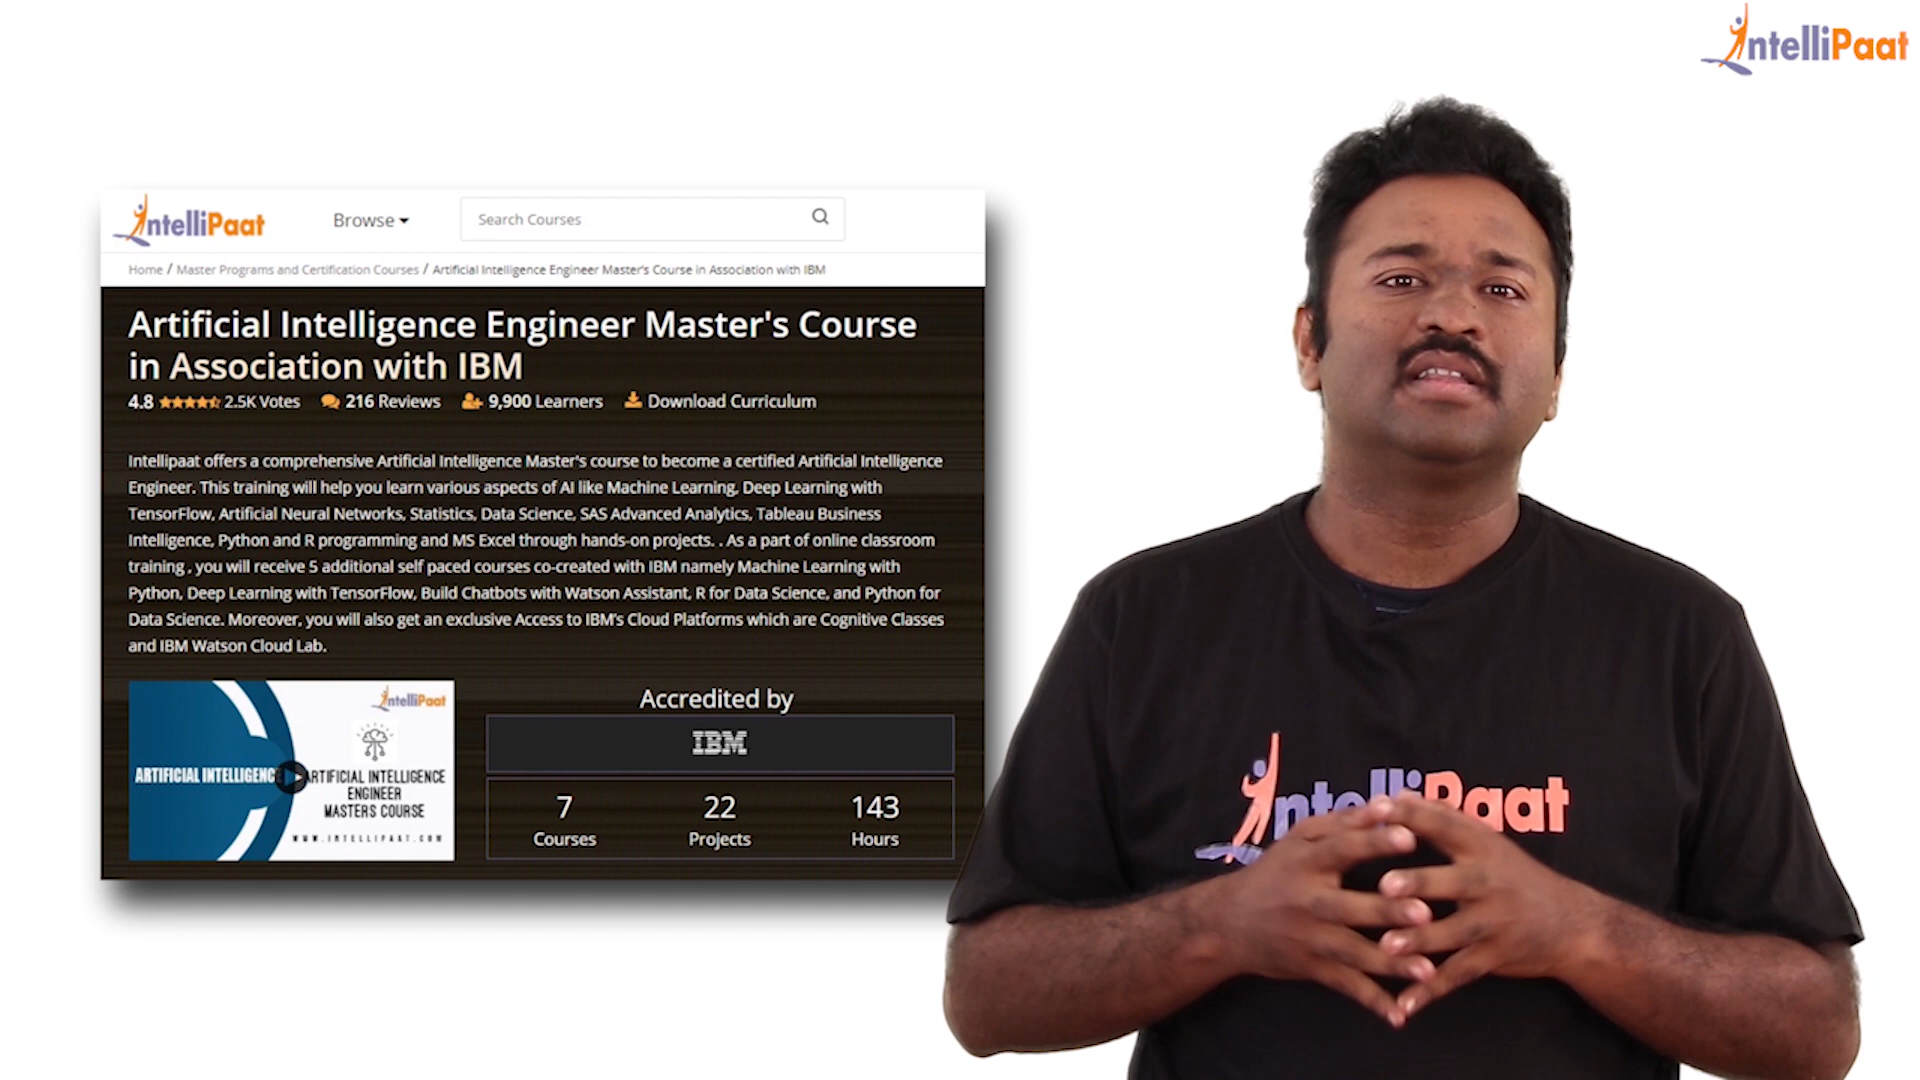 IntelliPaat
IntelliPaat
Browse
Search Courses
Home / Master Programs and Certification Courses / Artificial Intelligence Engineer Master's Course in Association with IBM
Artificial Intelligence Engineer Master's Course
in Association with IBM
4.8 2.5K Votes 216 Reviews 9,900 Learners Download Curriculum
Intellipaat offers a comprehensive Artificial Intelligence Master's course to become a certified Artificial Intelligence
Engineer. This training will help you learn various aspects of AI like Machine Learning, Deep Learning with
TensorFlow, Artificial Neural Networks, Statistics, Data Science, SAS Advanced Analytics, Tableau Business
Intelligence, Python and R programming and MS Excel through hands-on projects. . As a part of online classroom
training , you will receive 5 additional self paced courses co-created with IBM namely Machine Learning with
Python, Deep Learning with TensorFlow, Build Chatbots with Watson Assistant, R for Data Science, and Python for
Data Science. Moreover, you will also get an exclusive Access to IBM's Cloud Platforms which are Cognitive Classes
and IBM Watson Cloud Lab.
IntelliPaat
ARTIFICIAL INTELLIGENC
ARTIFICIAL INTELLIGENCE
ENGINEER
MASTERS COURSE
WWW.INTELLIPAAT.COM
Accredited by
IBM
7 22 143
Courses Projects Hours
IntelliPaat